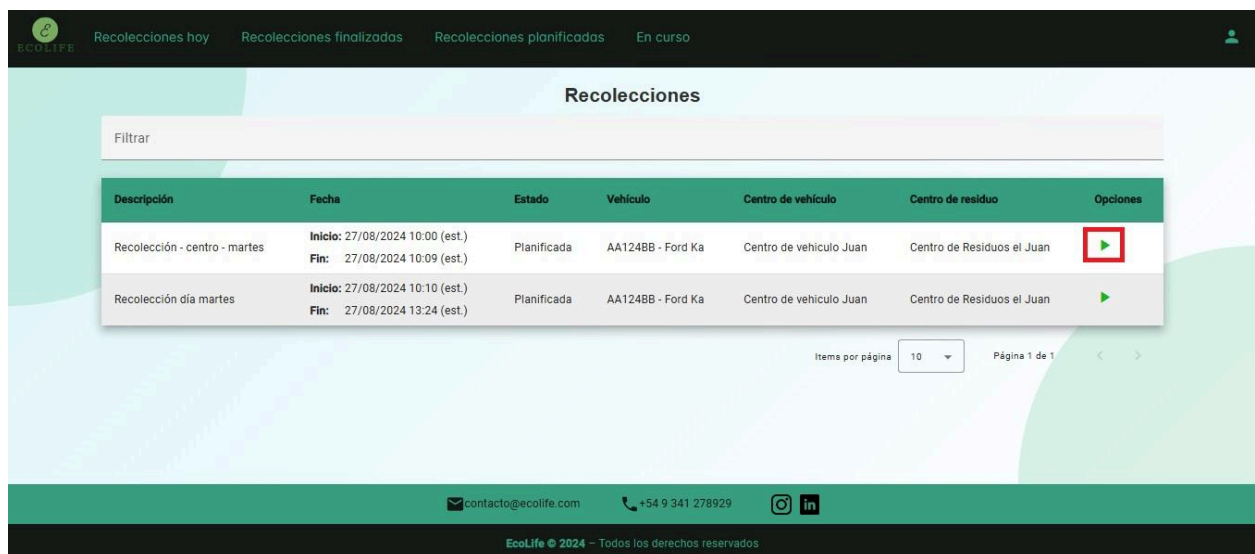 ECOLIFE Recolecciones hoy Recolecciones finalizadas Recolecciones planificadas En curso
Recolecciones
Filtrar
Descripción Fecha Estado Vehículo Centro de vehículo Centro de residuo Opciones
Recolección - centro - martes Inicio: 27/08/2024 10:00 (est.) Fin: 27/08/2024 10:09 (est.) Planificada AA124BB - Ford Ka Centro de vehiculo Juan Centro de Residuos el Juan
Recolección día martes Inicio: 27/08/2024 10:10 (est.) Fin: 27/08/2024 13:24 (est.) Planificada AA124BB - Ford Ka Centro de vehiculo Juan Centro de Residuos el Juan
Items por página 10 Página 1 de 1
contacto@ecolife.com +54 9 341 278929 in
EcoLife © 2024 – Todos los derechos reservados